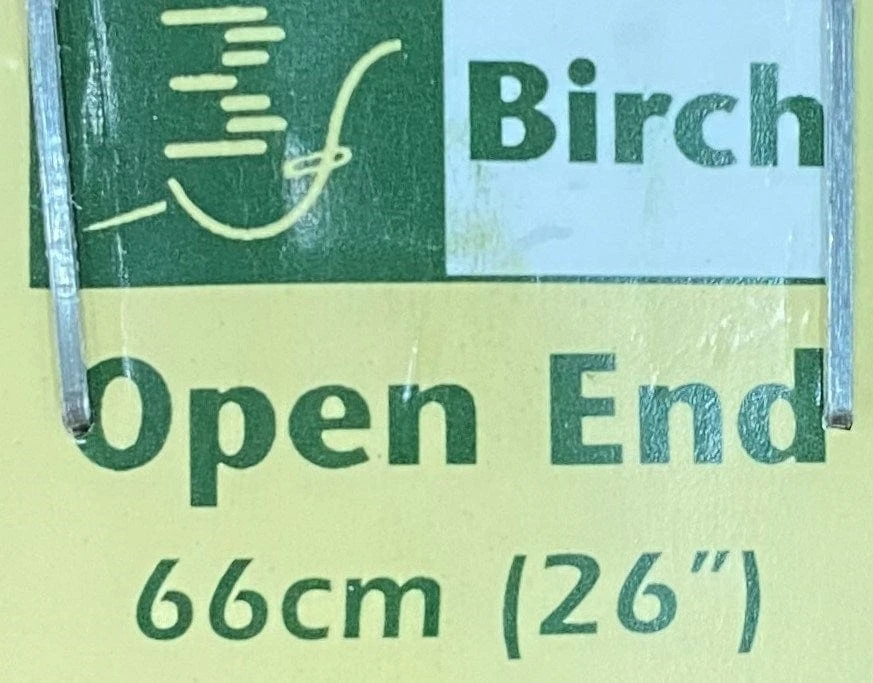 Birch
Open End
66cm (26″)